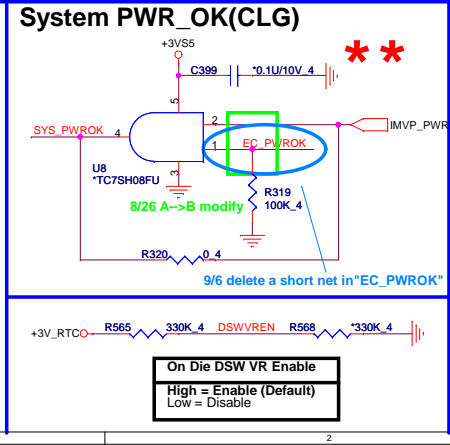 System PWR_OK(CLG)
+3VS5
**
C399
*0.1U/10V_4
5
2
IMVP_PWR
SYS_PWROK
4
1
EC_PWROK
U8
*TC7SH08FU
3
R319
100K_4
8/26 A-->B modify
R320
0_4
9/6 delete a short net in"EC_PWROK"
+3V_RTC
R565
330K_4
DSWVREN
R568
*330K_4
On Die DSW VR Enable
High = Enable (Default)
Low = Disable
2